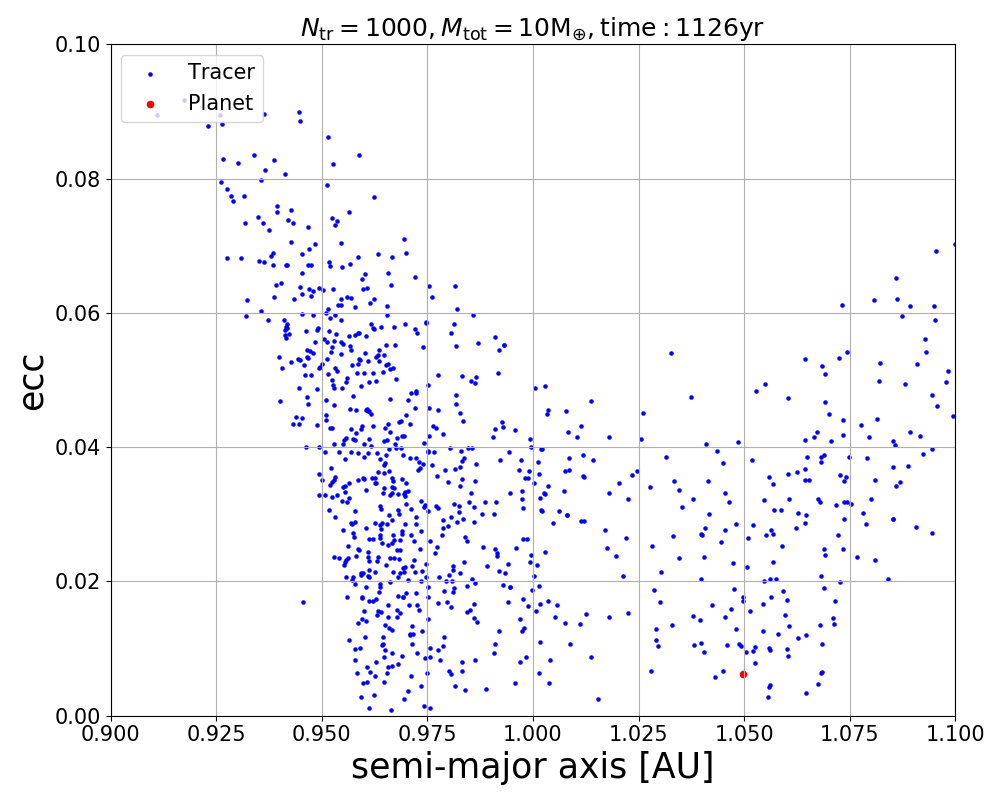 N_tr = 1000, M_tot = 10M_⊕, time : 1126yr
Tracer
Planet
ecc
0.10
0.08
0.06
0.04
0.02
0.00
0.900 0.925 0.950 0.975 1.000 1.025 1.050 1.075 1.100
semi-major axis [AU]